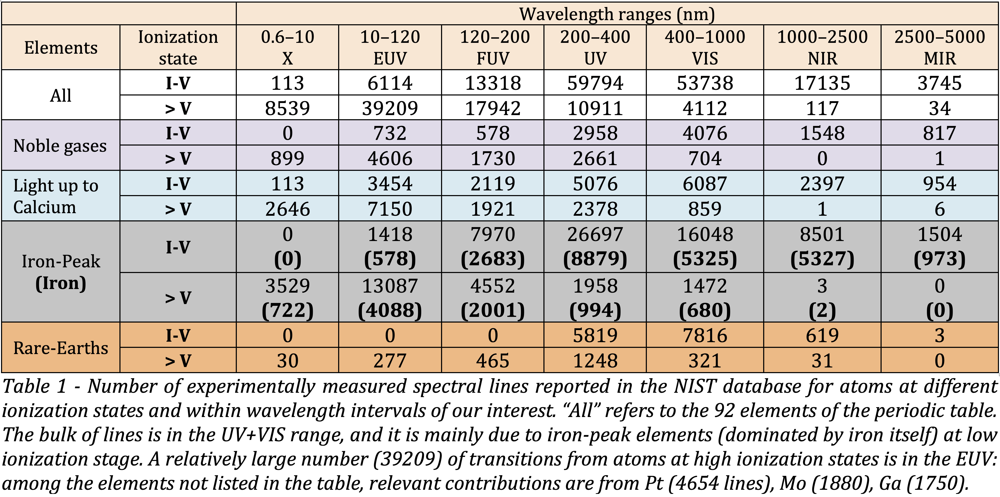 Wavelength ranges (nm)
Elements Ionization state 0.6–10 X 10–120 EUV 120–200 FUV 200–400 UV 400–1000 VIS 1000–2500 NIR 2500–5000 MIR
All I-V 113 6114 13318 59794 53738 17135 3745
> V 8539 39209 17942 10911 4112 117 34
Noble gases I-V 0 732 578 2958 4076 1548 817
> V 899 4606 1730 2661 704 0 1
Light up to Calcium I-V 113 3454 2119 5076 6087 2397 954
> V 2646 7150 1921 2378 859 1 6
Iron-Peak (Iron) I-V 0 1418 7970 26697 16048 8501 1504
(0) (578) (2683) (8879) (5325) (5327) (973)
> V 3529 13087 4552 1958 1472 3 0
(722) (4088) (2001) (994) (680) (2) (0)
Rare-Earths I-V 0 0 0 5819 7816 619 3
> V 30 277 465 1248 321 31 0
Table 1 - Number of experimentally measured spectral lines reported in the NIST database for atoms at different
ionization states and within wavelength intervals of our interest. “All” refers to the 92 elements of the periodic table.
The bulk of lines is in the UV+VIS range, and it is mainly due to iron-peak elements (dominated by iron itself) at low
ionization stage. A relatively large number (39209) of transitions from atoms at high ionization states is in the EUV:
among the elements not listed in the table, relevant contributions are from Pt (4654 lines), Mo (1880), Ga (1750).